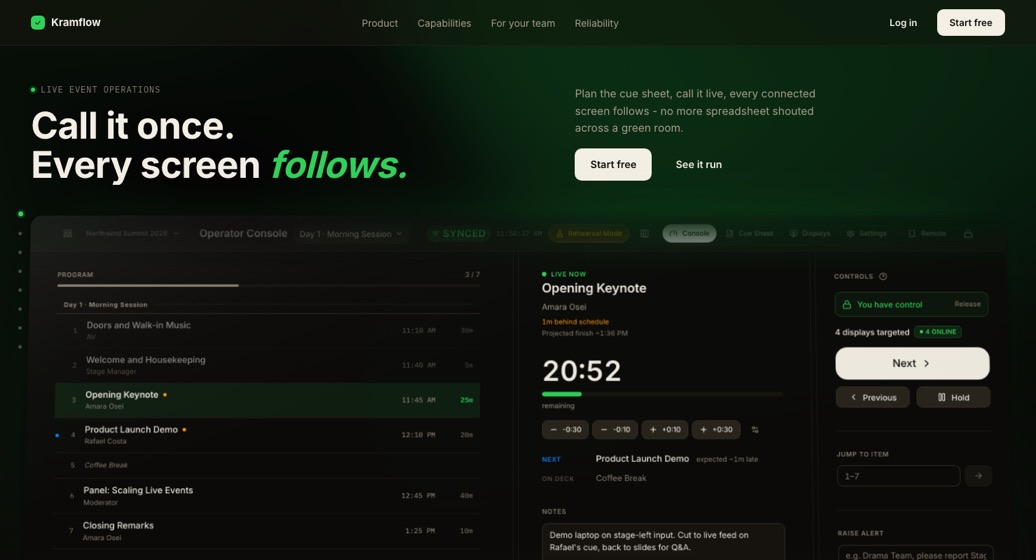 Kramflow
Product Capabilities For your team Reliability
Log in
Start free
LIVE EVENT OPERATIONS
Call it once.
Every screen follows.
Plan the cue sheet, call it live, every connected
screen follows - no more spreadsheet shouted
across a green room.
Start free
See it run
Northwind Summit 2026
Operator Console
Day 1 · Morning Session
SYNCED
Rehearsal Mode
Console
Cue Sheet
Displays
Settings
Remote
PROGRAM 3 / 7
Day 1 · Morning Session
1 Doors and Walk-in Music 11:10 AM 30m
AV
2 Welcome and Housekeeping 11:40 AM 5m
Stage Manager
3 Opening Keynote 11:45 AM 25m
Amara Osei
4 Product Launch Demo 12:10 PM 20m
Rafael Costa
5 Coffee Break
6 Panel: Scaling Live Events 12:45 PM 40m
Moderator
7 Closing Remarks 1:25 PM 10m
Amara Osei
LIVE NOW
Opening Keynote
Amara Osei
1m behind schedule
Projected finish ~1:36 PM
20:52
remaining
− -0:30
− -0:10
+ +0:10
+ +0:30
NEXT Product Launch Demo expected ~1m late
ON DECK Coffee Break
NOTES
Demo laptop on stage-left input. Cut to live feed on
Rafael's cue, back to slides for Q&A.
CONTROLS
You have control Release
4 displays targeted 4 ONLINE
Next
Previous
Hold
JUMP TO ITEM
1–7
RAISE ALERT
e.g. Drama Team, please report Stag